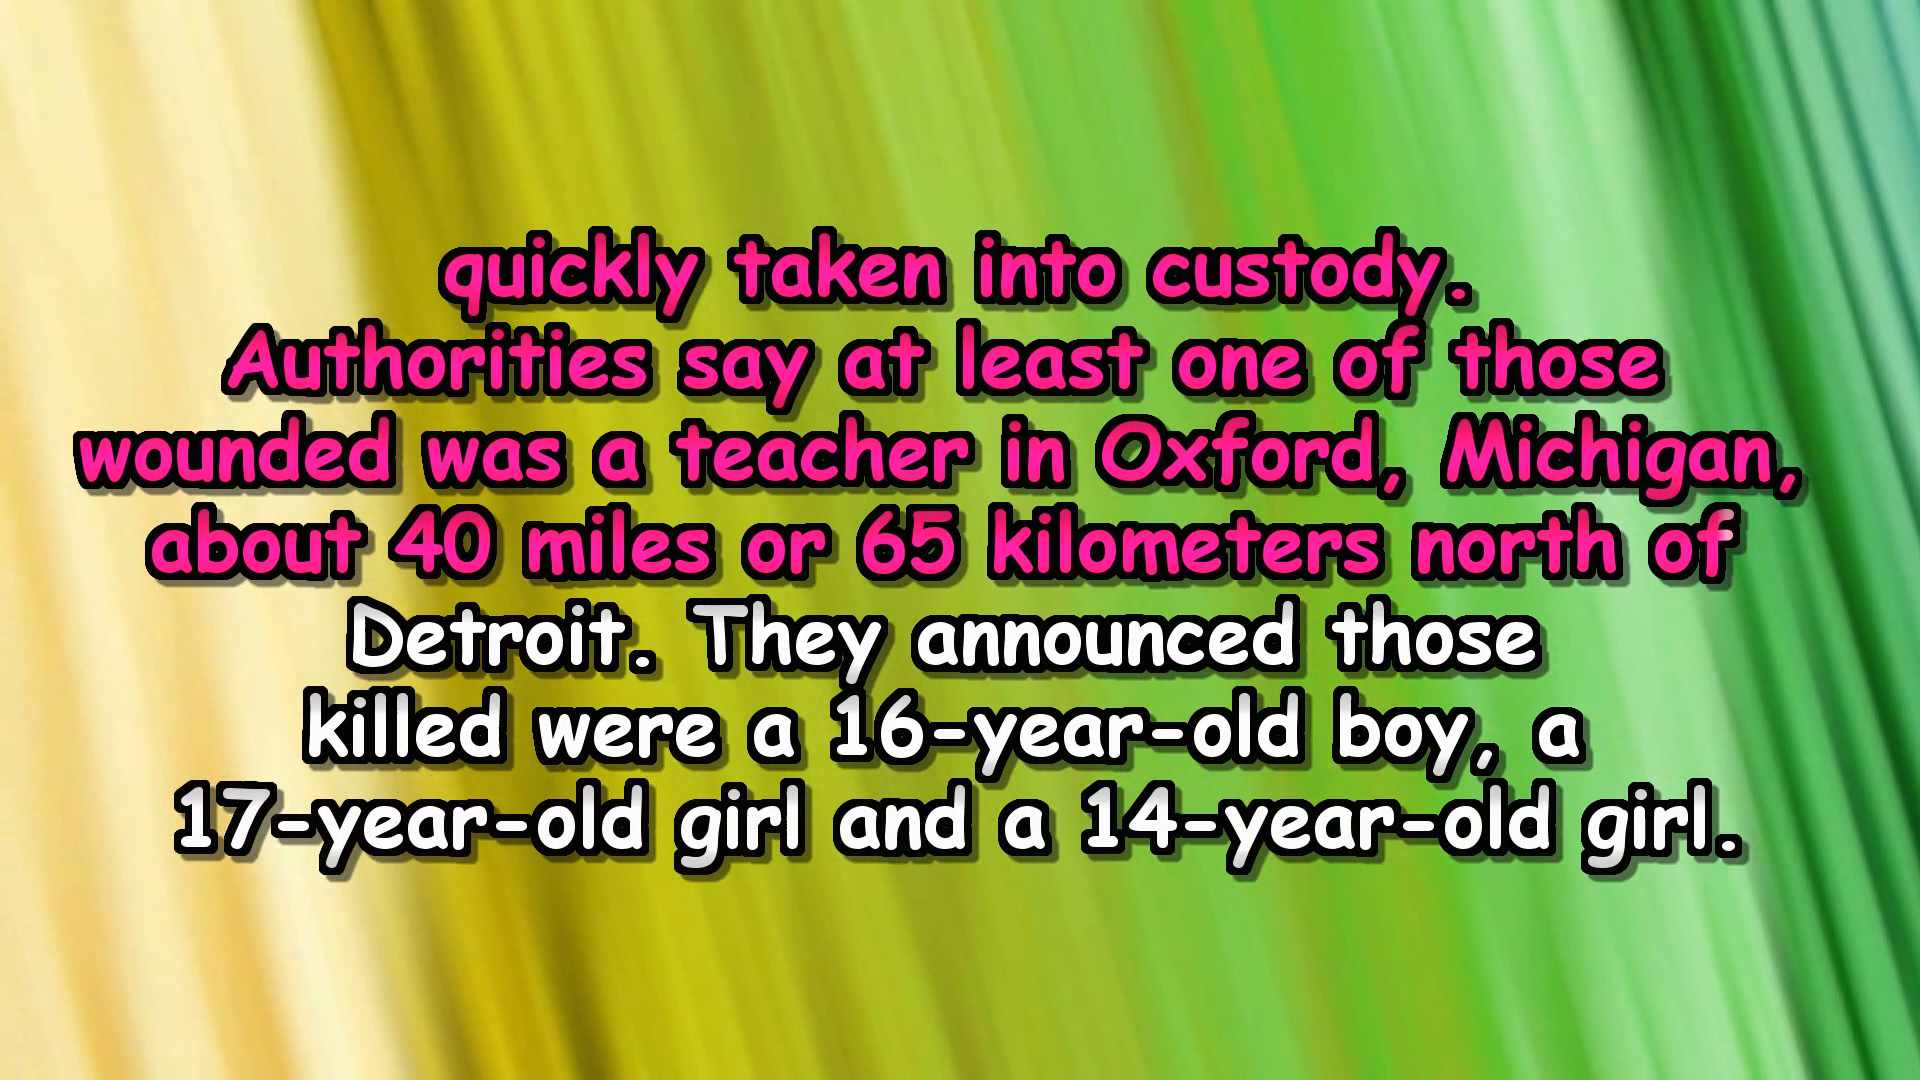 quickly taken into custody.
Authorities say at least one of those
wounded was a teacher in Oxford, Michigan,
about 40 miles or 65 kilometers north of
Detroit. They announced those
killed were a 16-year-old boy, a
17-year-old girl and a 14-year-old girl.